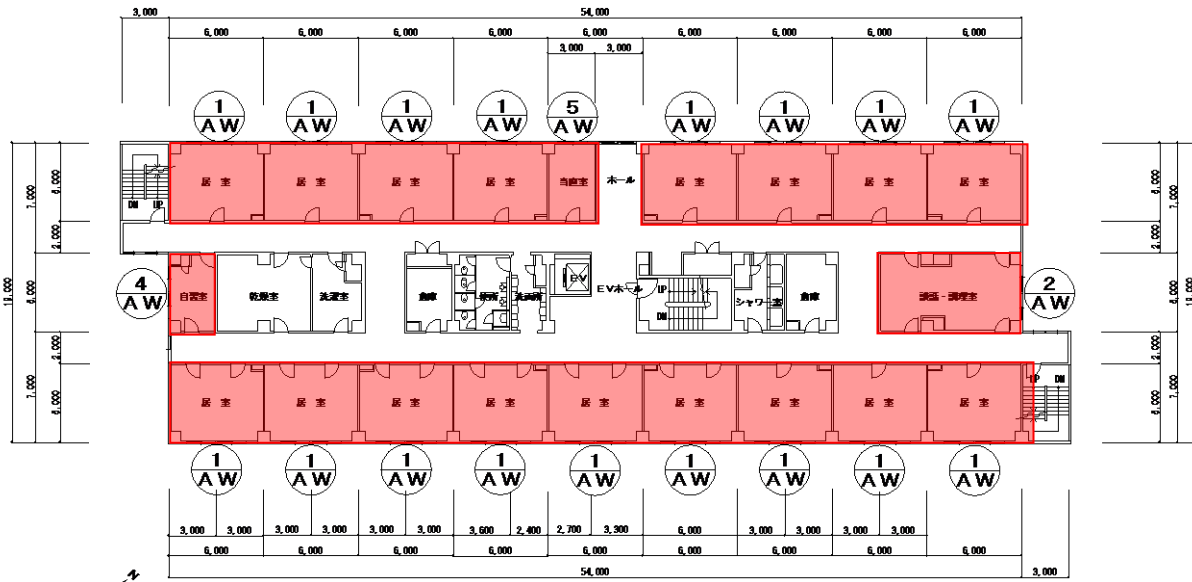 3,000 54,000
6,000 6,000 6,000 6,000 6,000 6,000 6,000 6,000 6,000
3,000 3,000
1 1 1 1 5 1 1 1 1
AW AW AW AW AW AW AW AW AW
居室 居室 居室 居室 当直室 ホール 居室 居室 居室 居室
DN UP
7,000 2,000
2,000 7,000
4
AW
自習室 乾燥室 洗濯室 倉庫 便所 洗面所 EV EVホール UP DN シャワー室 倉庫
2
AW
6,000
2,000
7,000
2,000
7,000
UP DN
居室 居室 居室 居室 居室 居室 居室 居室 居室
1 1 1 1 1 1 1 1 1
AW AW AW AW AW AW AW AW AW
3,000 3,000 3,000 3,000 3,000 3,000 3,600 2,400 2,700 3,300 6,000 3,000 3,000 3,000 3,000
6,000 6,000 6,000 6,000 6,000 6,000 6,000 6,000 6,000
54,000 3,000
N